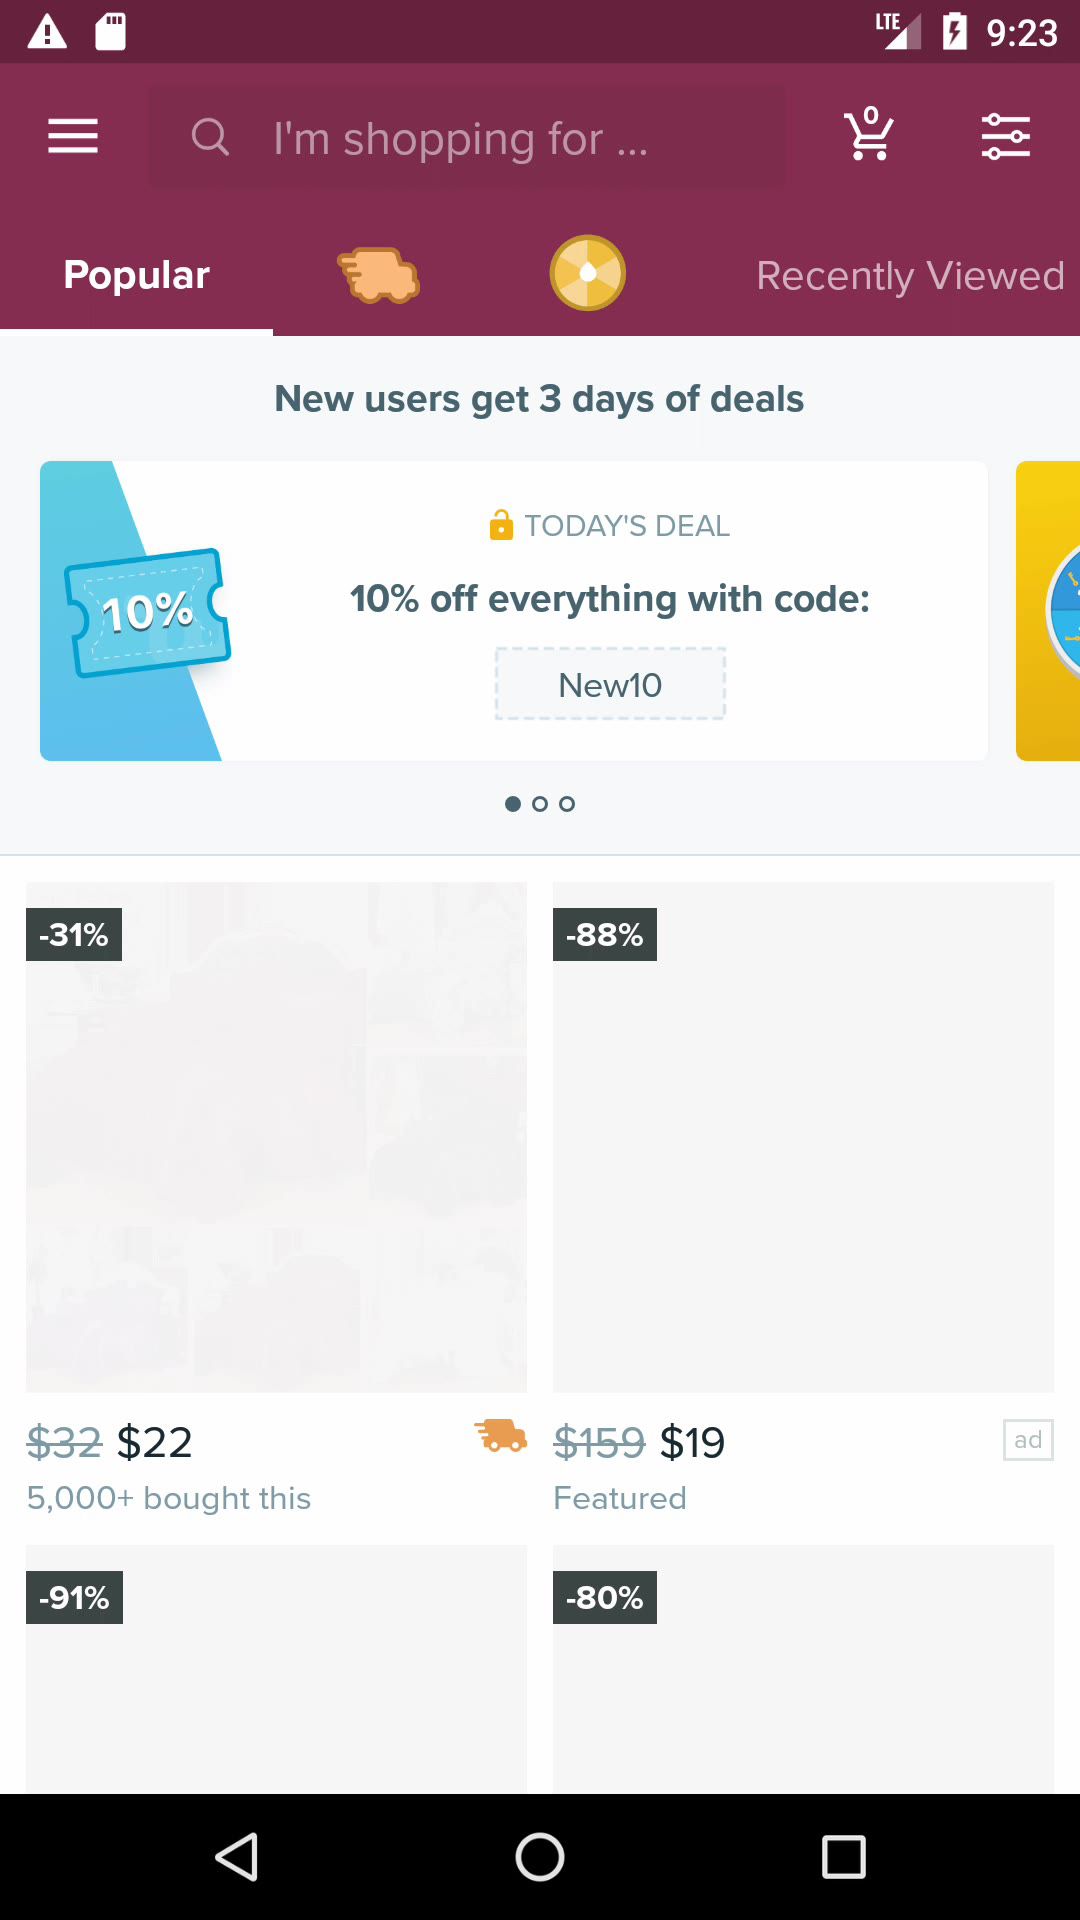 LTE 9:23
I'm shopping for ...
0
Popular
Recently Viewed
New users get 3 days of deals
TODAY'S DEAL
10%
10% off everything with code:
New10
-31%
-88%
$32 $22
$159 $19
ad
5,000+ bought this
Featured
-91%
-80%